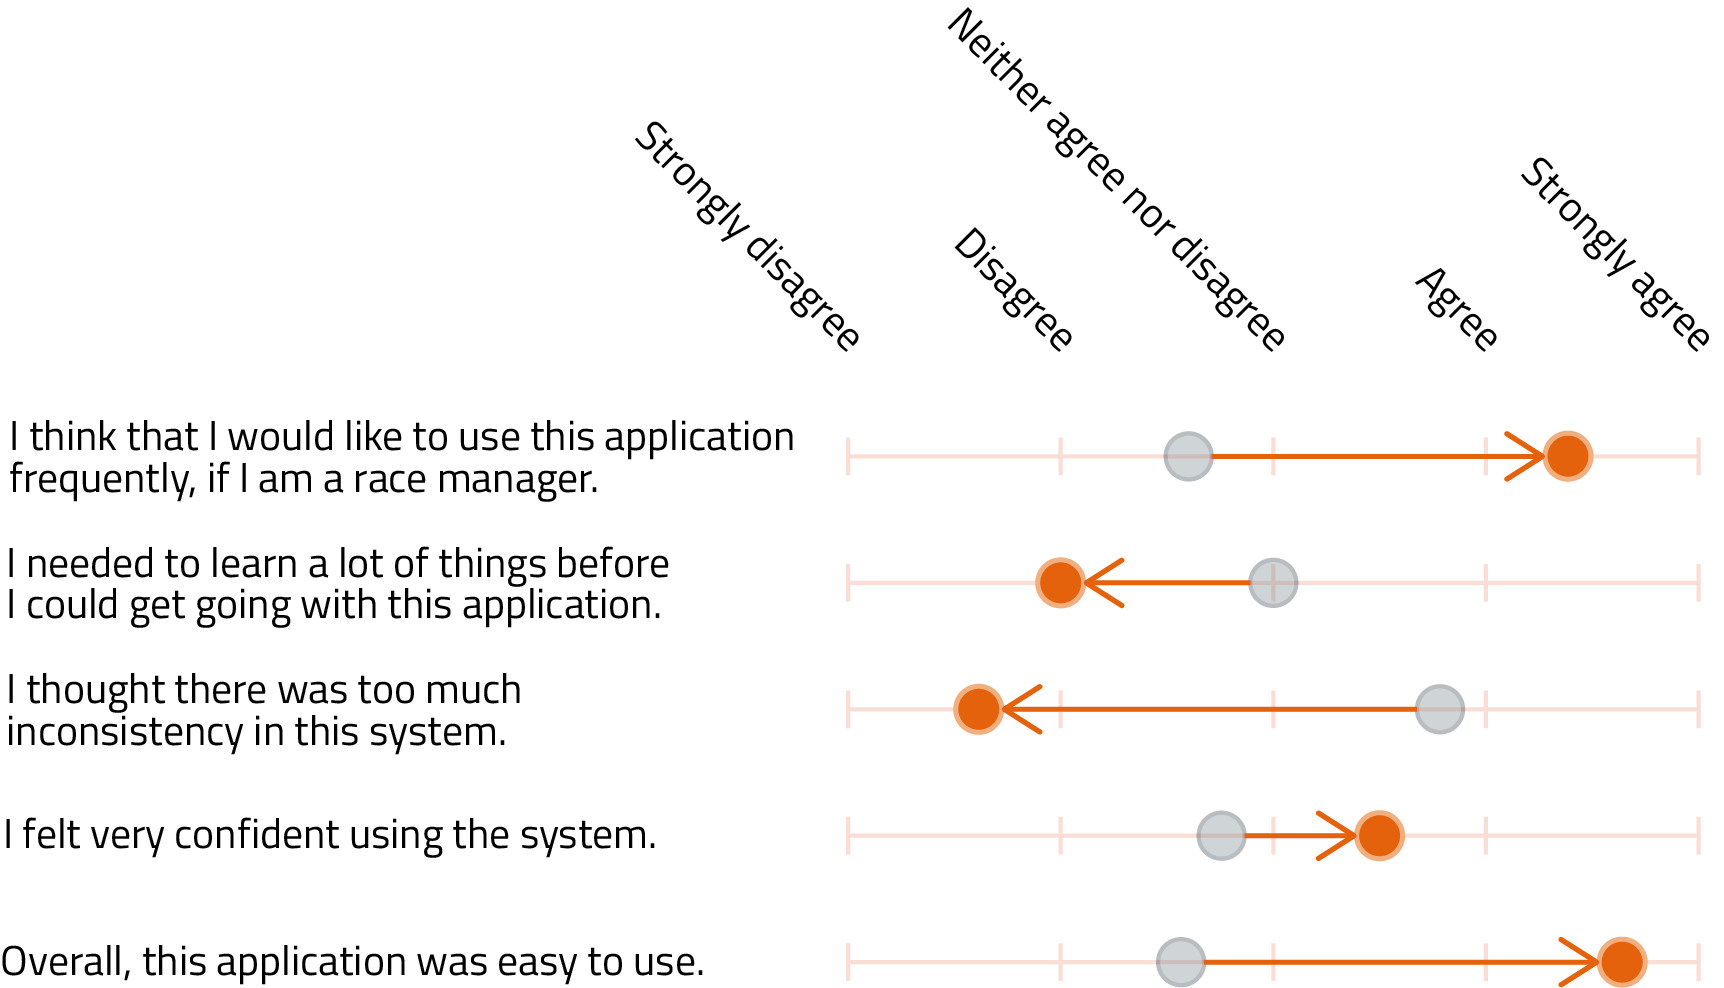 Strongly disagree
Disagree
Neither agree nor disagree
Agree
Strongly agree
I think that I would like to use this application
frequently, if I am a race manager.
I needed to learn a lot of things before
I could get going with this application.
I thought there was too much
inconsistency in this system.
I felt very confident using the system.
Overall, this application was easy to use.